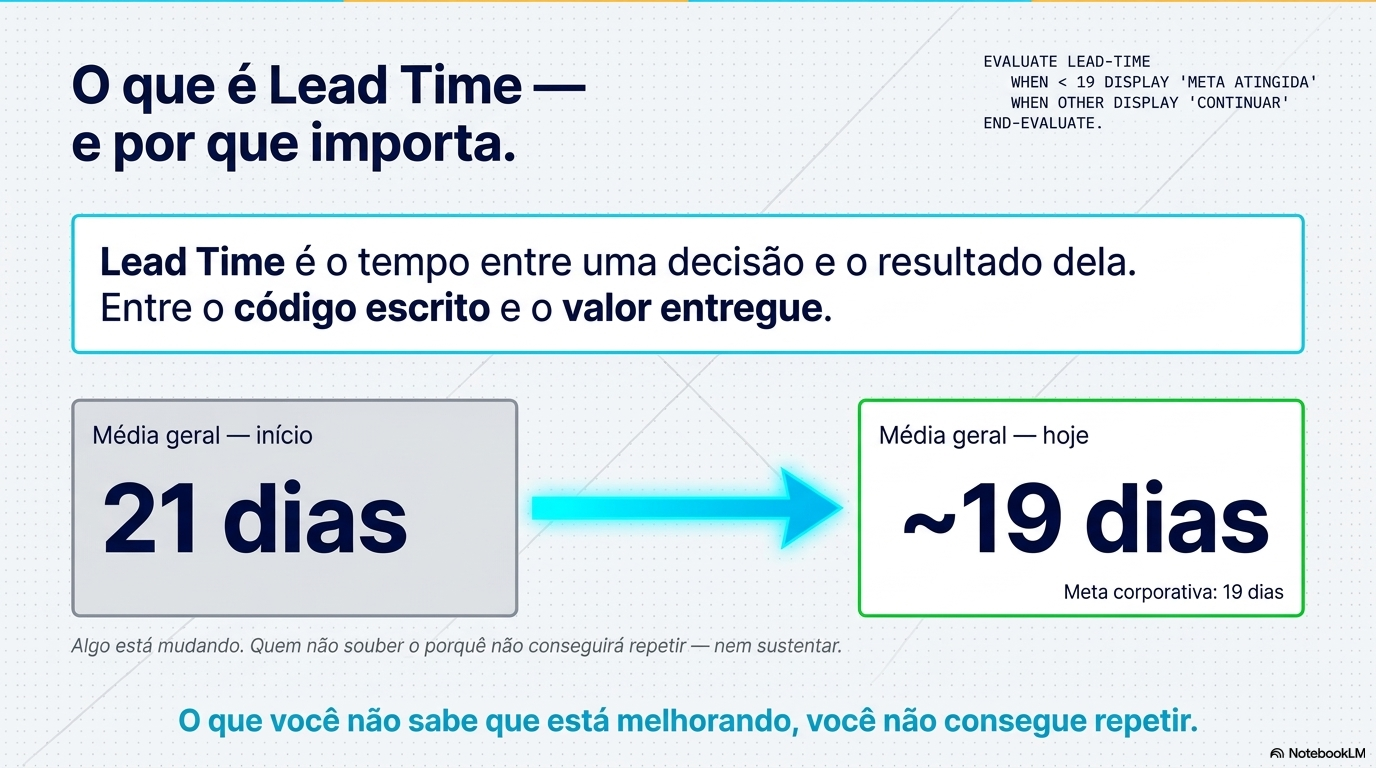 O que é Lead Time —
e por que importa.
EVALUATE LEAD-TIME
WHEN < 19 DISPLAY 'META ATINGIDA'
WHEN OTHER DISPLAY 'CONTINUAR'
END-EVALUATE.
Lead Time é o tempo entre uma decisão e o resultado dela.
Entre o código escrito e o valor entregue.
Média geral — início
21 dias
Média geral — hoje
~19 dias
Meta corporativa: 19 dias
Algo está mudando. Quem não souber o porquê não conseguirá repetir — nem sustentar.
O que você não sabe que está melhorando, você não consegue repetir.
NotebookLM